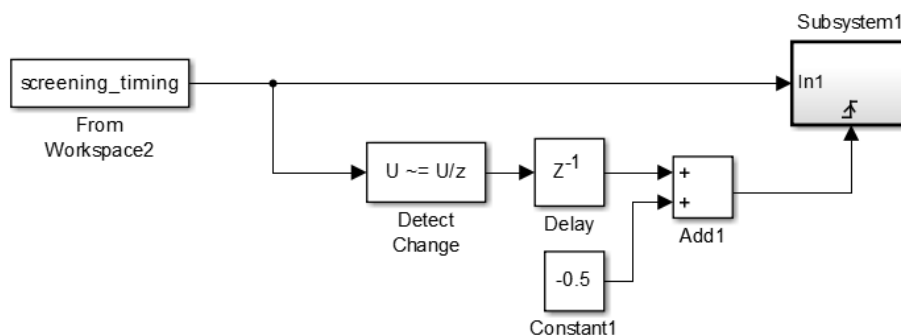 Subsystem1
screening_timing
In1
From
Workspace2
U ~= U/z
Z-1
+
+
Detect
Change
Delay
Add1
-0.5
Constant1